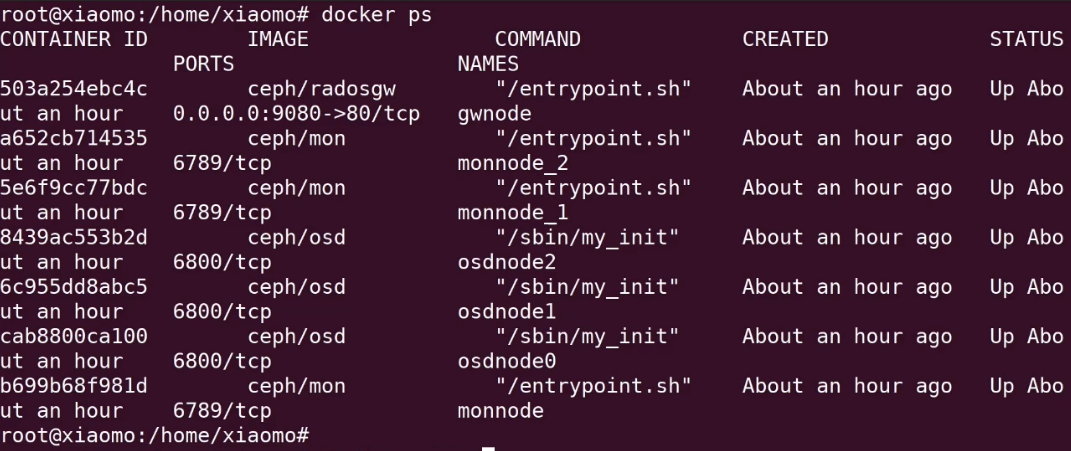 root@xiaomo:/home/xiaomo# docker ps
CONTAINER ID        IMAGE               COMMAND             CREATED             STATUS
              PORTS                  NAMES
503a254ebc4c        ceph/radosgw        "/entrypoint.sh"    About an hour ago   Up Abo
ut an hour    0.0.0.0:9080->80/tcp   gwnode
a652cb714535        ceph/mon            "/entrypoint.sh"    About an hour ago   Up Abo
ut an hour    6789/tcp               monnode_2
5e6f9cc77bdc        ceph/mon            "/entrypoint.sh"    About an hour ago   Up Abo
ut an hour    6789/tcp               monnode_1
8439ac553b2d        ceph/osd            "/sbin/my_init"     About an hour ago   Up Abo
ut an hour    6800/tcp               osdnode2
6c955dd8abc5        ceph/osd            "/sbin/my_init"     About an hour ago   Up Abo
ut an hour    6800/tcp               osdnode1
cab8800ca100        ceph/osd            "/sbin/my_init"     About an hour ago   Up Abo
ut an hour    6800/tcp               osdnode0
b699b68f981d        ceph/mon            "/entrypoint.sh"    About an hour ago   Up Abo
ut an hour    6789/tcp               monnode
root@xiaomo:/home/xiaomo#